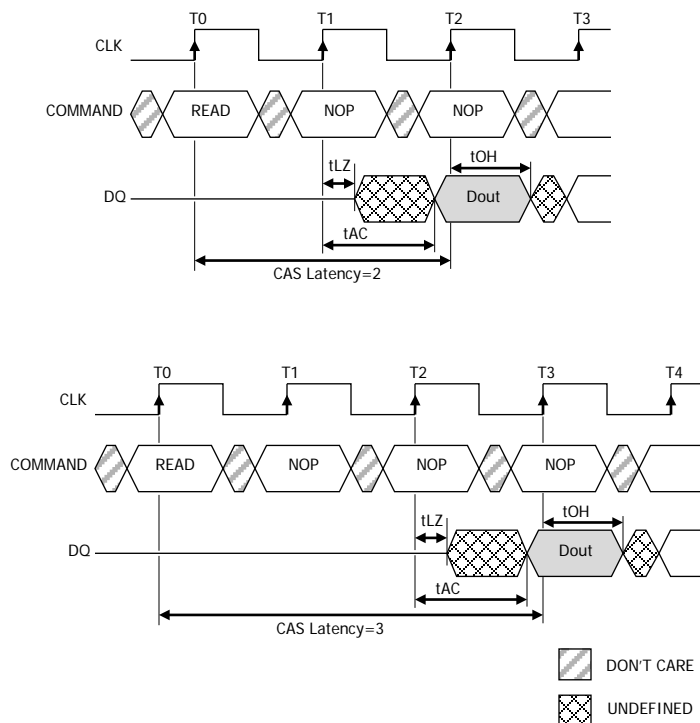 T0 T1 T2 T3
CLK
COMMAND READ NOP NOP
tLZ tOH
DQ Dout
tAC
CAS Latency=2
T0 T1 T2 T3 T4
CLK
COMMAND READ NOP NOP NOP
tLZ tOH
DQ Dout
tAC
CAS Latency=3
DON'T CARE
UNDEFINED